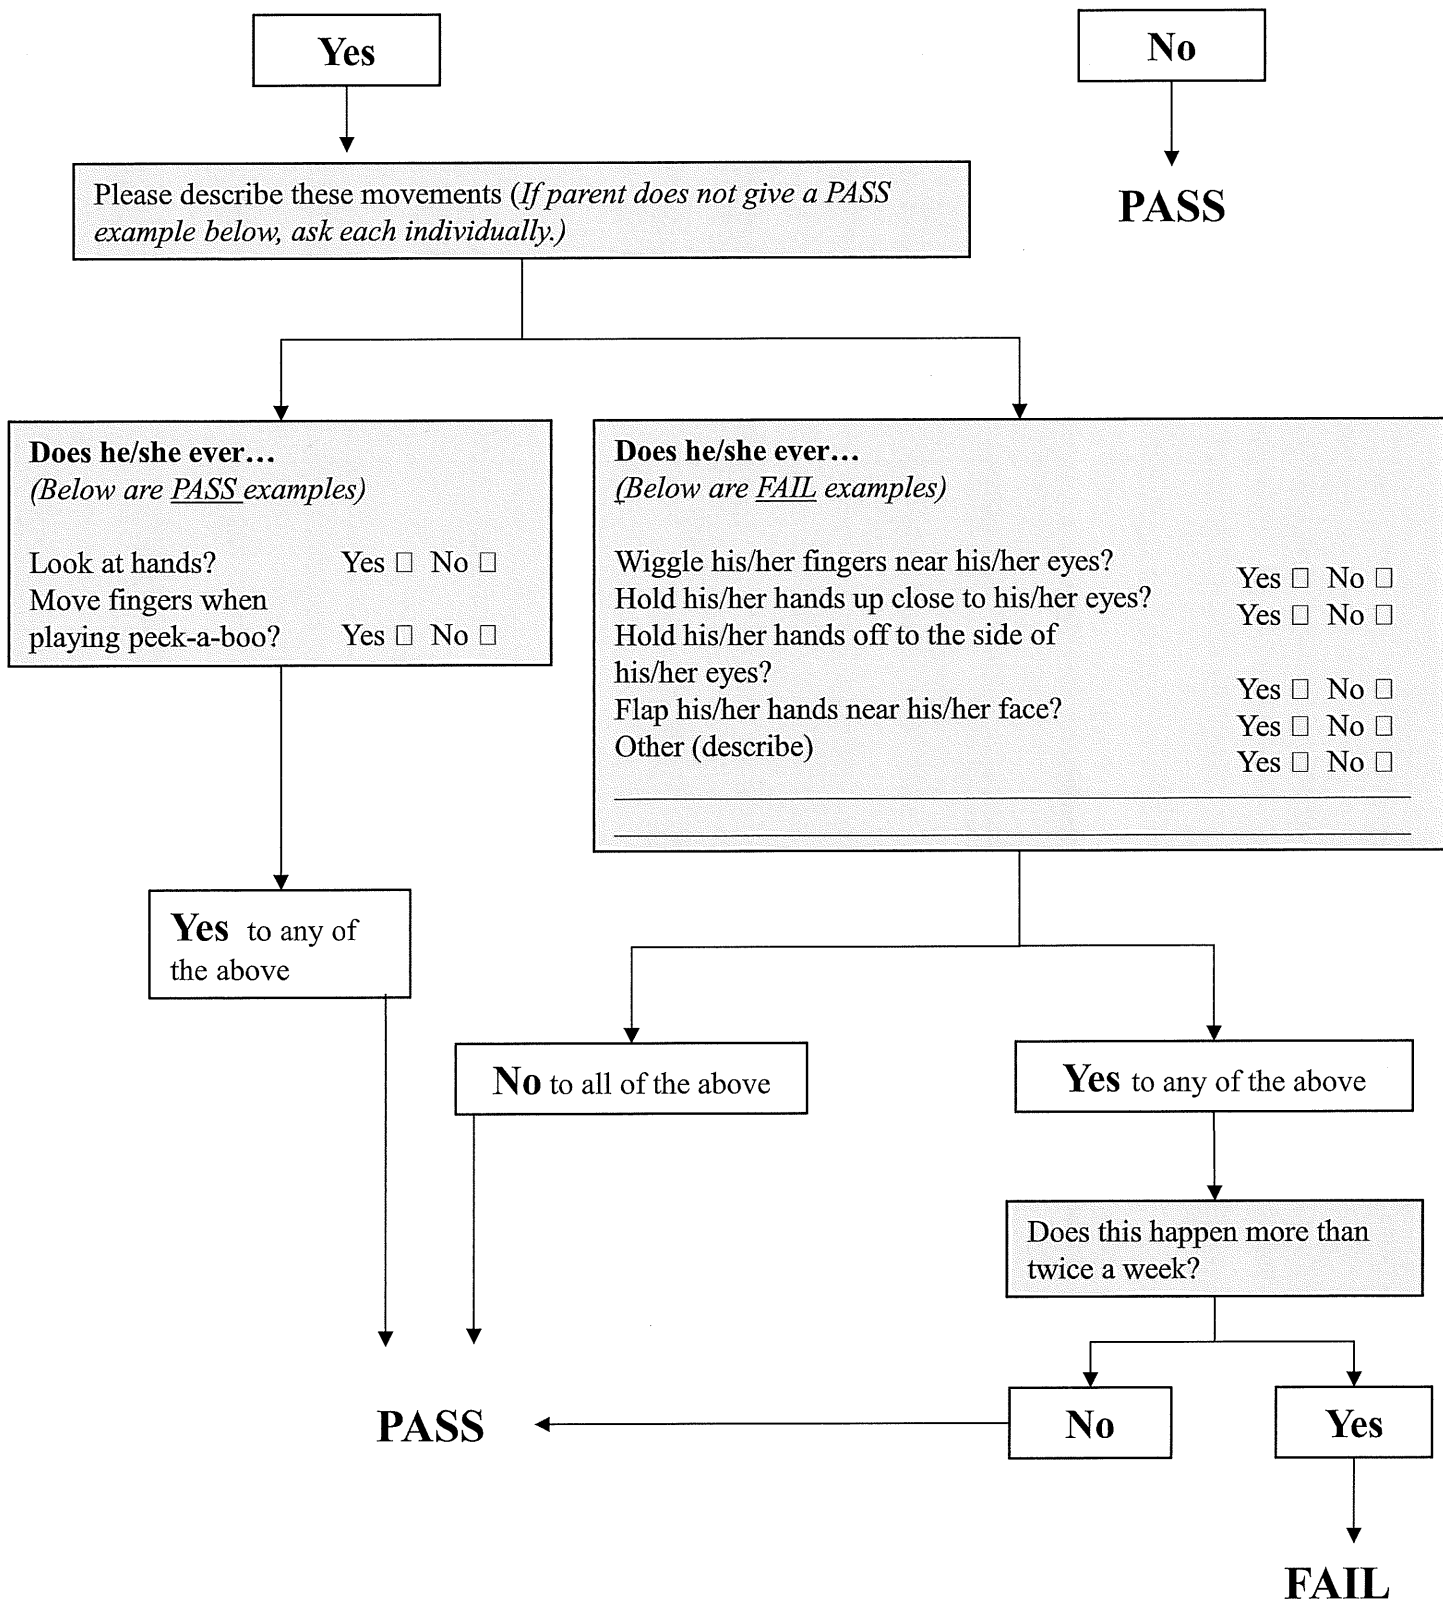 Yes
No
Please describe these movements (If parent does not give a PASS
example below, ask each individually.)
PASS
Does he/she ever…
(Below are PASS examples)
Look at hands? Yes □ No □
Move fingers when
playing peek-a-boo? Yes □ No □
Does he/she ever…
(Below are FAIL examples)
Wiggle his/her fingers near his/her eyes? Yes □ No □
Hold his/her hands up close to his/her eyes? Yes □ No □
Hold his/her hands off to the side of
his/her eyes? Yes □ No □
Flap his/her hands near his/her face? Yes □ No □
Other (describe) Yes □ No □
Yes to any of
the above
No to all of the above
Yes to any of the above
Does this happen more than
twice a week?
PASS
No
Yes
FAIL